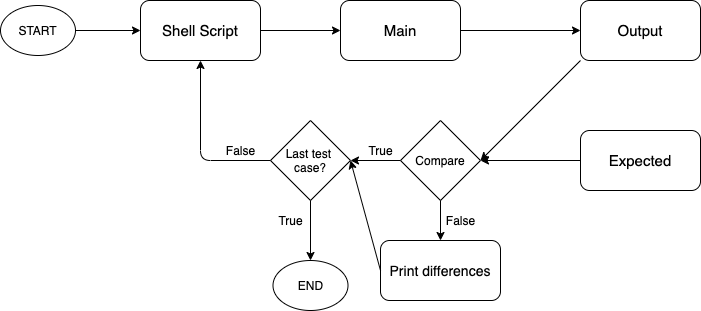 START
Shell Script
Main
Output
False
Last test
case?
True
Compare
Expected
True
False
END
Print differences